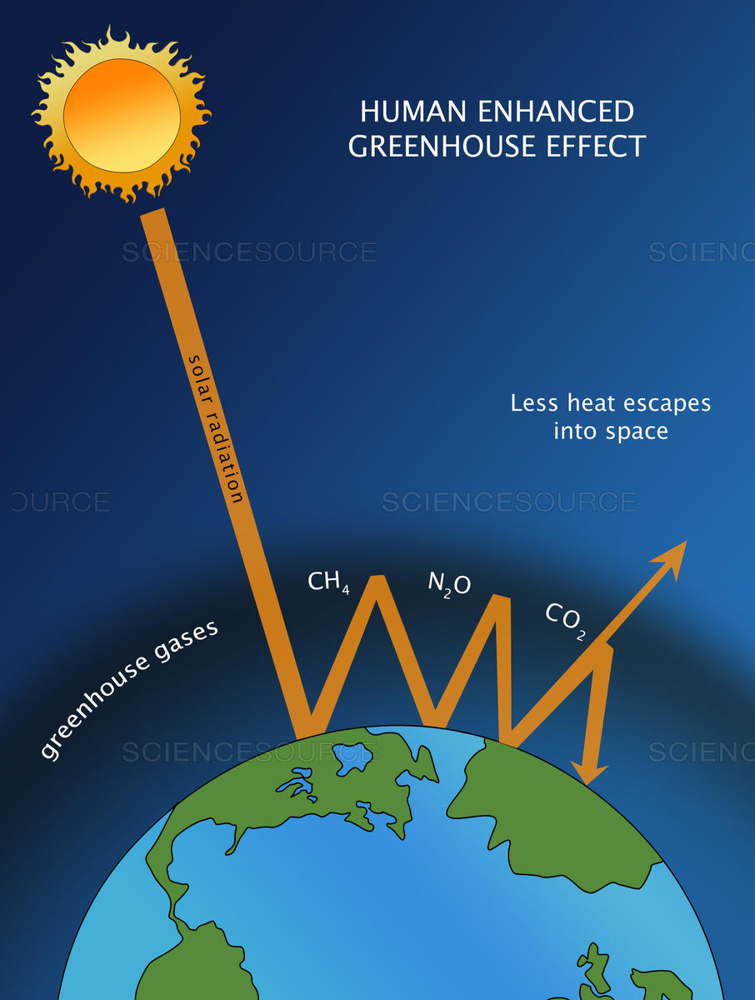 HUMAN ENHANCED
GREENHOUSE EFFECT
SCIENCESOURCE
SCIENC
solar radiation
Less heat escapes
into space
OURCE
SCIENCESOURCE
CH₄
N₂O
CO₂
greenhouse gases
SCIENCESOURCE
SCIENC